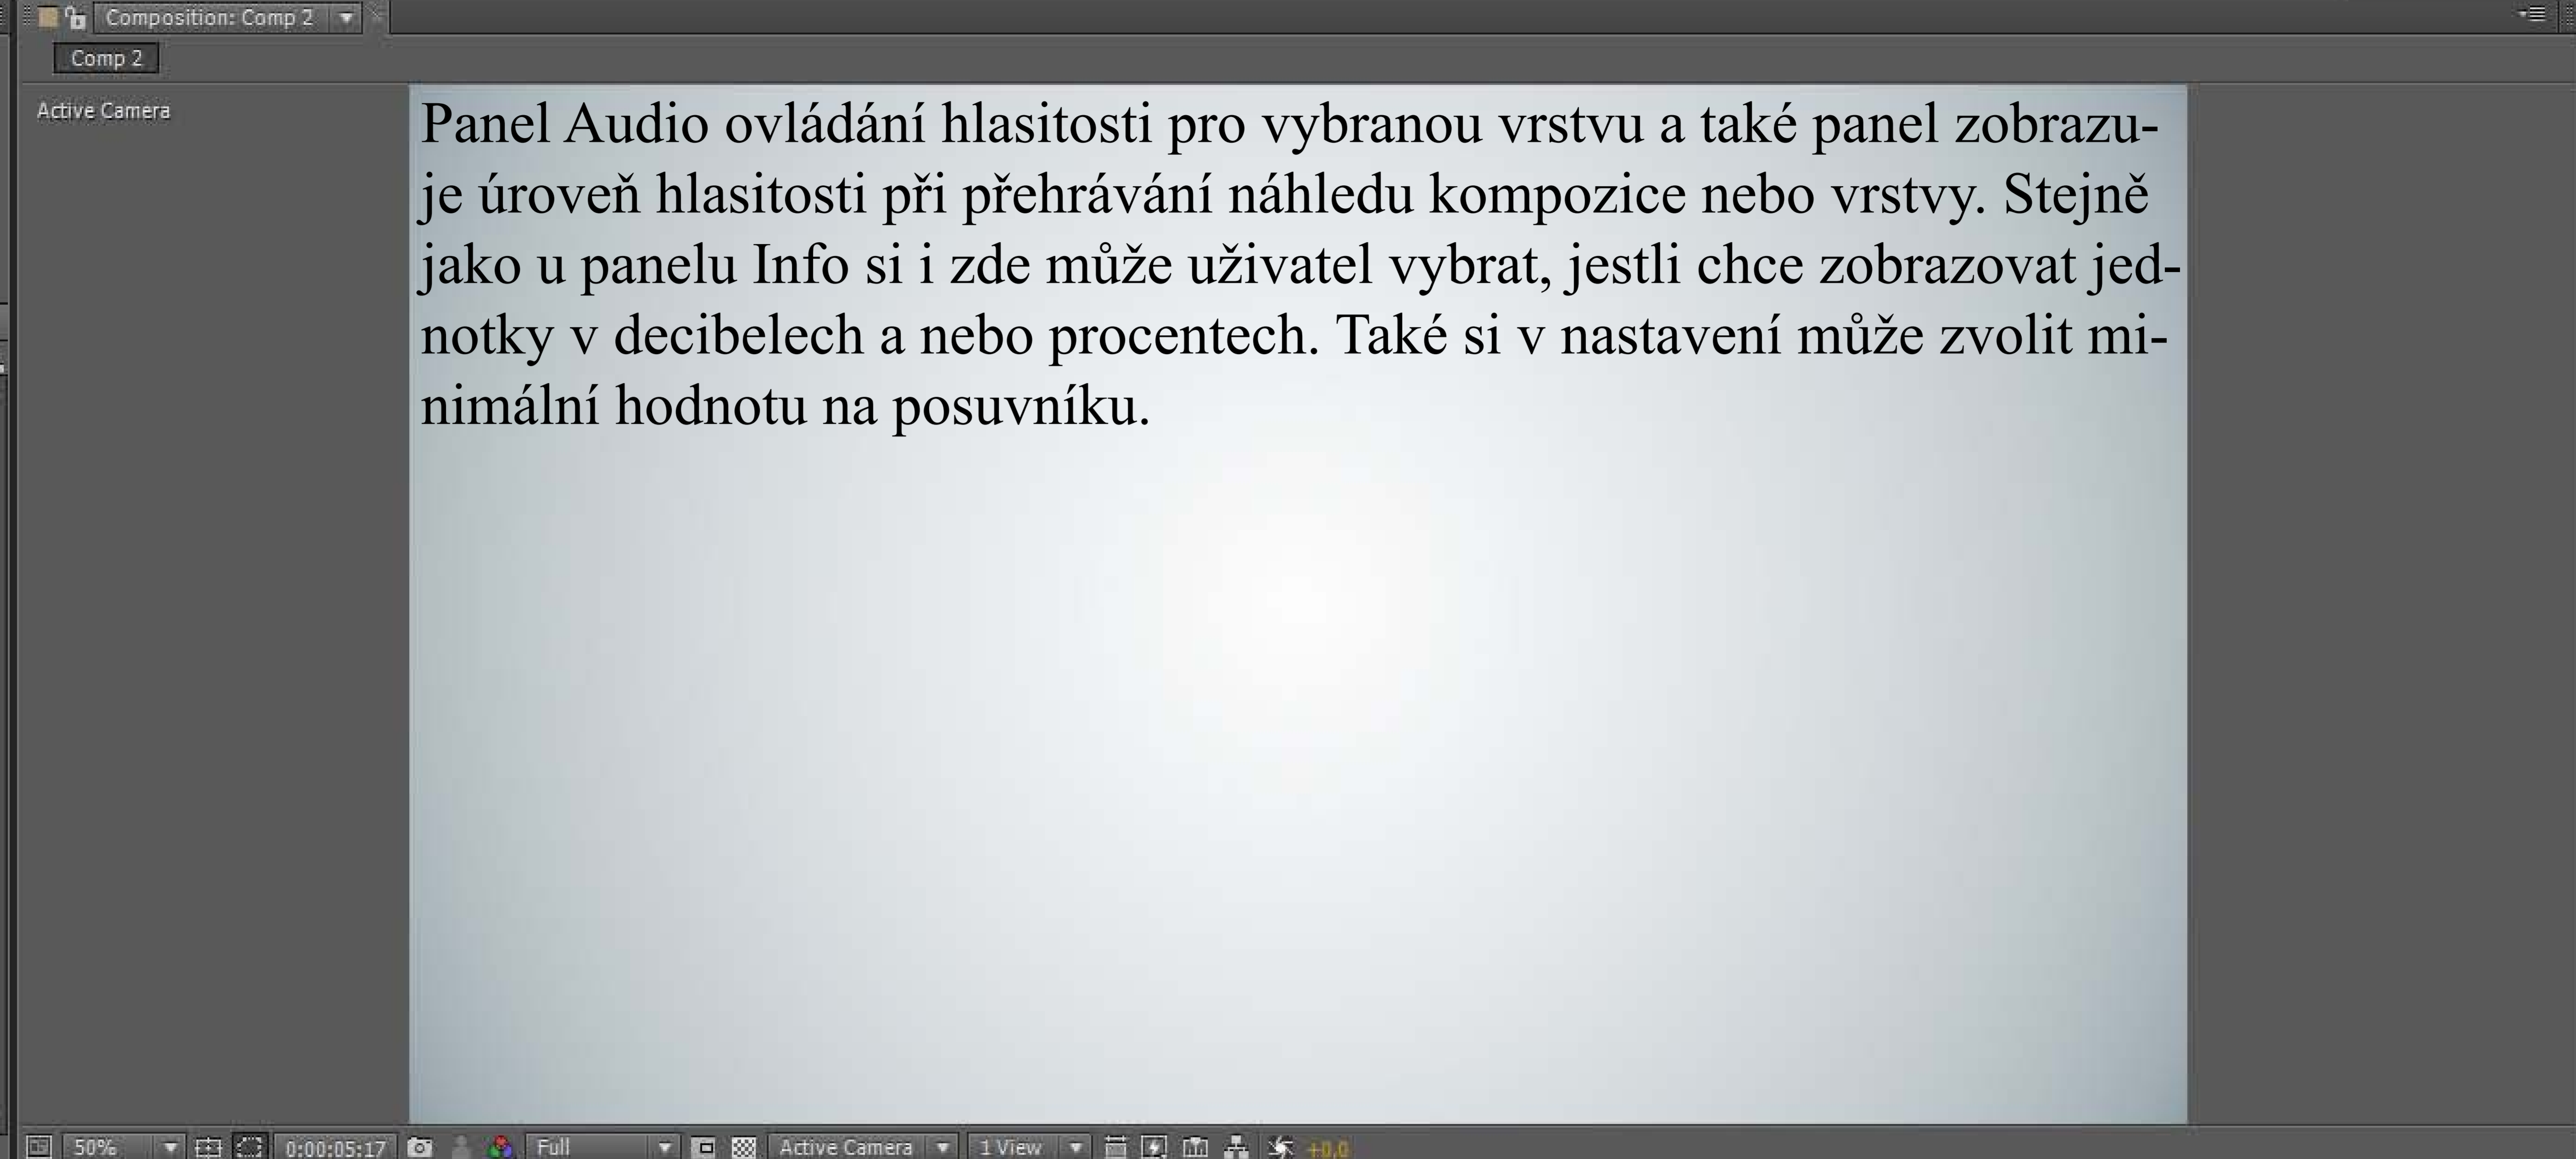 Composition: Comp 2
Comp 2
Active Camera
Panel Audio ovládání hlasitosti pro vybranou vrstvu a také panel zobrazu-
je úroveň hlasitosti při přehrávání náhledu kompozice nebo vrstvy. Stejně
jako u panelu Info si i zde může uživatel vybrat, jestli chce zobrazovat jed-
notky v decibelech a nebo procentech. Také si v nastavení může zvolit mi-
nimální hodnotu na posuvníku.
50% 0:00:05:17 Full Active Camera 1 View +0,0